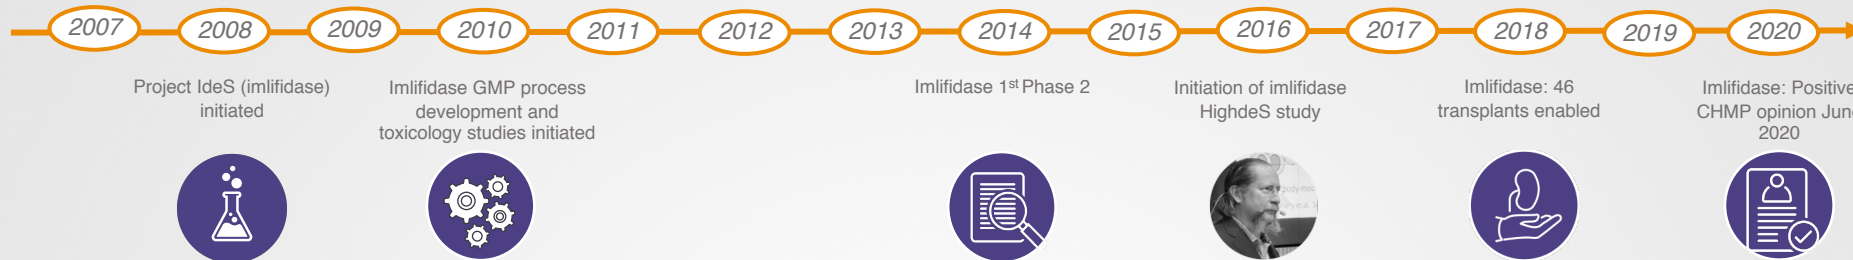 2007 2008 2009 2010 2011 2012 2013 2014 2015 2016 2017 2018 2019 2020
Project IdeS (imlifidase)
initiated
Imlifidase GMP process
development and
toxicology studies initiated
Imlifidase 1st Phase 2
Initiation of imlifidase
HighdeS study
Imlifidase: 46
transplants enabled
Imlifidase: Positive
CHMP opinion Jun
2020